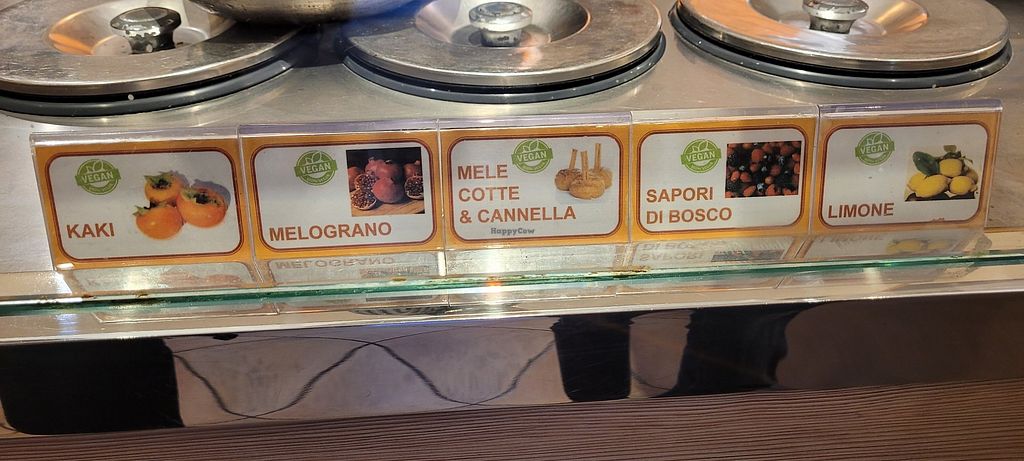 VEGAN
KAKI
VEGAN
MELOGRANO
VEGAN
MELE
COTTE
& CANNELLA
HappyCow
VEGAN
SAPORI
DI BOSCO
VEGAN
LIMONE